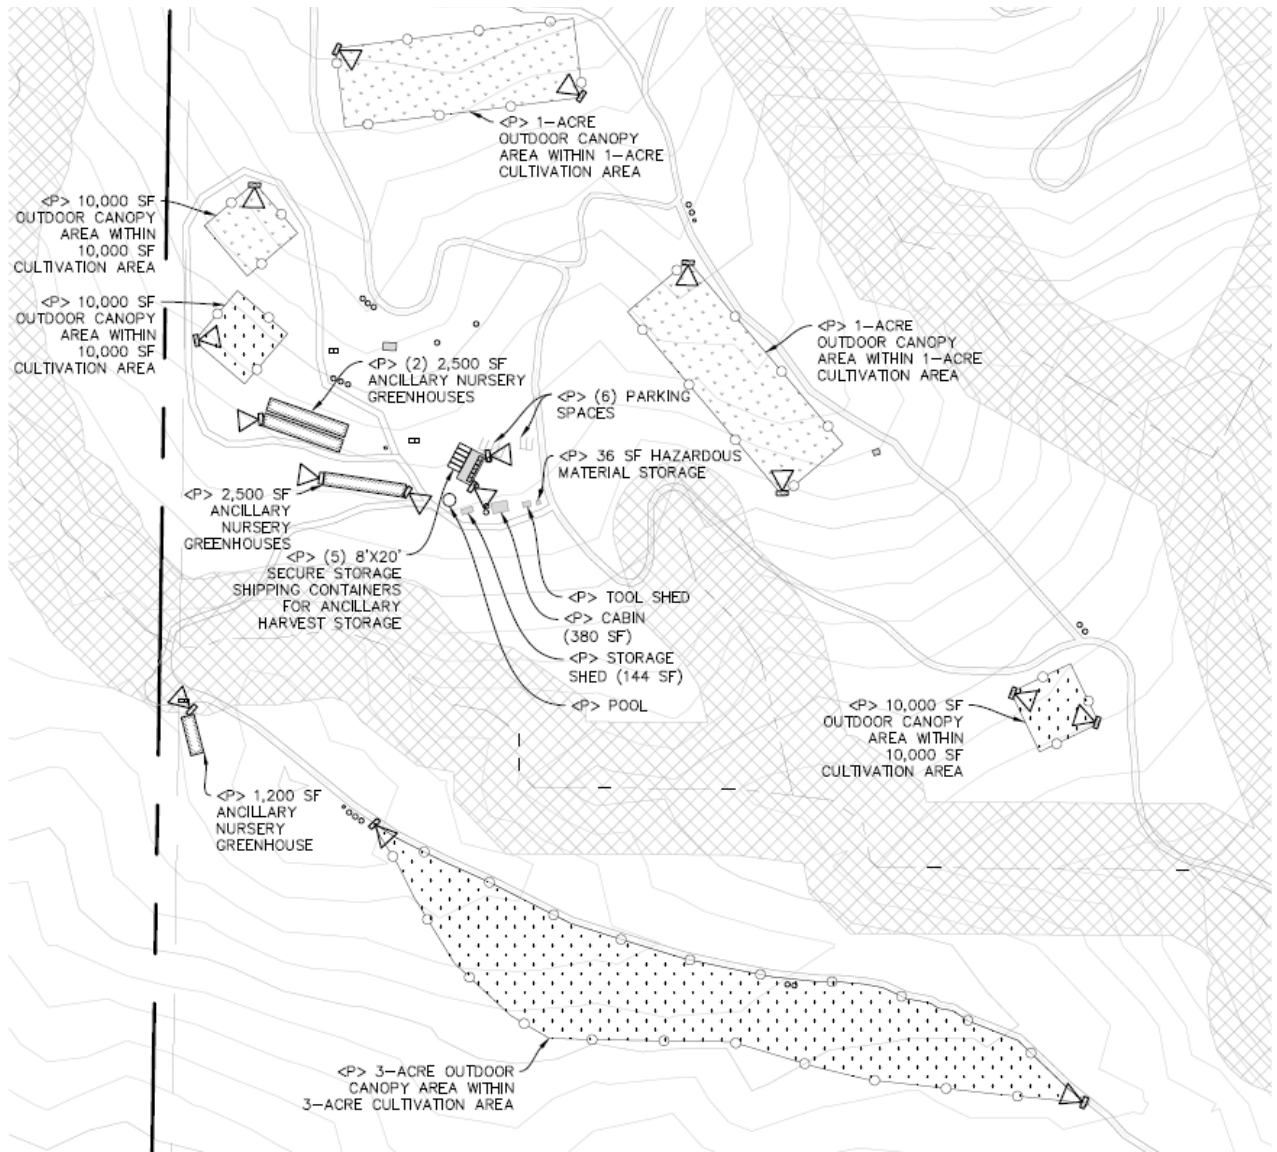 <P> 1-ACRE
OUTDOOR CANOPY
AREA WITHIN 1-ACRE
CULTIVATION AREA
<P> 10,000 SF
OUTDOOR CANOPY
AREA WITHIN
10,000 SF
CULTIVATION AREA
<P> 10,000 SF
OUTDOOR CANOPY
AREA WITHIN
10,000 SF
CULTIVATION AREA
<P> 1-ACRE
OUTDOOR CANOPY
AREA WITHIN 1-ACRE
CULTIVATION AREA
<P> (2) 2,500 SF
ANCILLARY NURSERY
GREENHOUSES
<P> (6) PARKING
SPACES
<P> 36 SF HAZARDOUS
MATERIAL STORAGE
<P> 2,500 SF
ANCILLARY
NURSERY
GREENHOUSES
<P> (5) 8'X20'
SECURE STORAGE
SHIPPING CONTAINERS
FOR ANCILLARY
HARVEST STORAGE
<P> TOOL SHED
<P> CABIN
(380 SF)
<P> STORAGE
SHED (144 SF)
<P> POOL
<P> 10,000 SF
OUTDOOR CANOPY
AREA WITHIN
10,000 SF
CULTIVATION AREA
<P> 1,200 SF
ANCILLARY
NURSERY
GREENHOUSE
<P> 3-ACRE OUTDOOR
CANOPY AREA WITHIN
3-ACRE CULTIVATION AREA